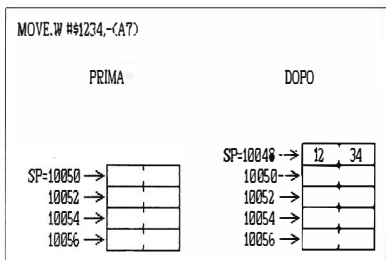 MOVE.W #$1234,-(A7)
PRIMA DOPO
SP=10048 --> 12 34
SP=10050 --> 10050-->
10052 --> 10052 -->
10054 --> 10054 -->
10056 --> 10056 -->